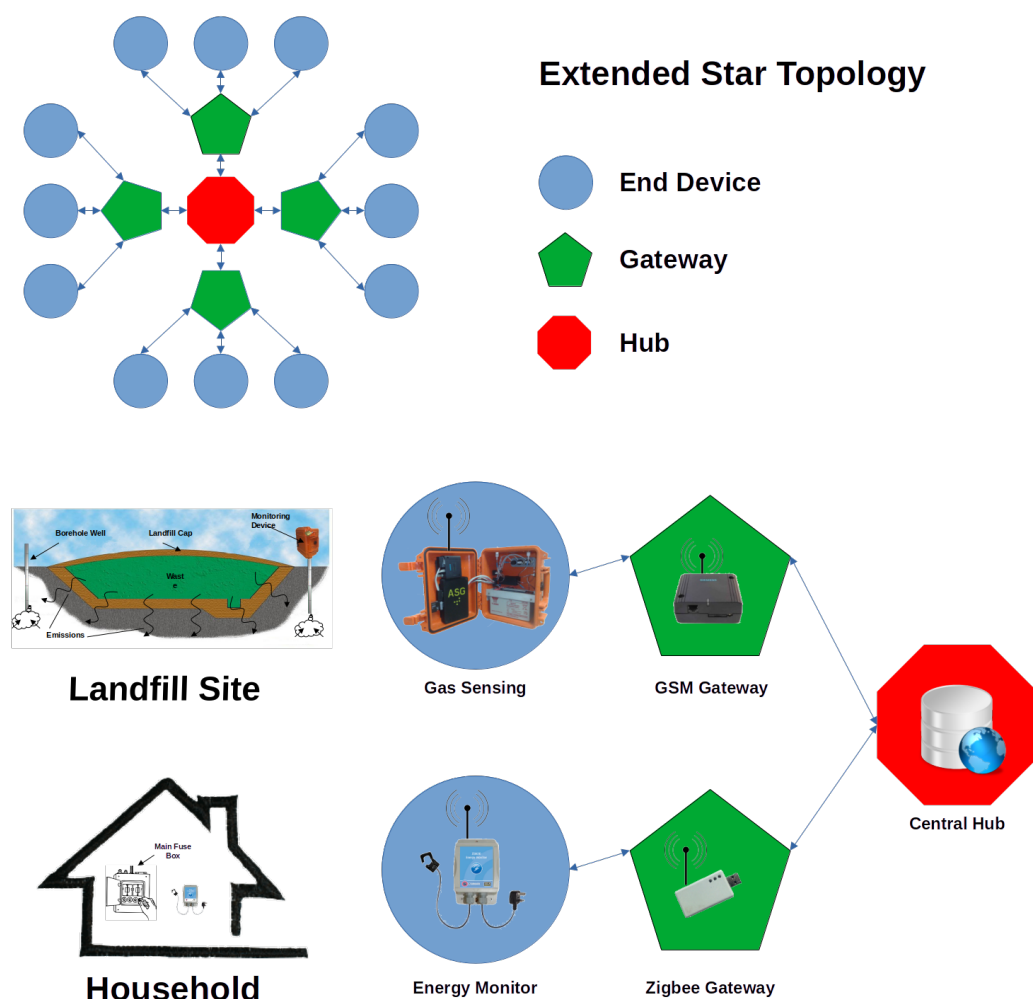 Extended Star Topology
End Device
Gateway
Hub
Borehole Well
Landfill Cap
Monitoring
Device
Wast
e
Emissions
Landfill Site
ASG
Gas Sensing
GSM Gateway
Central Hub
Main Fuse
Box
Household
Energy Monitor
Zigbee Gateway